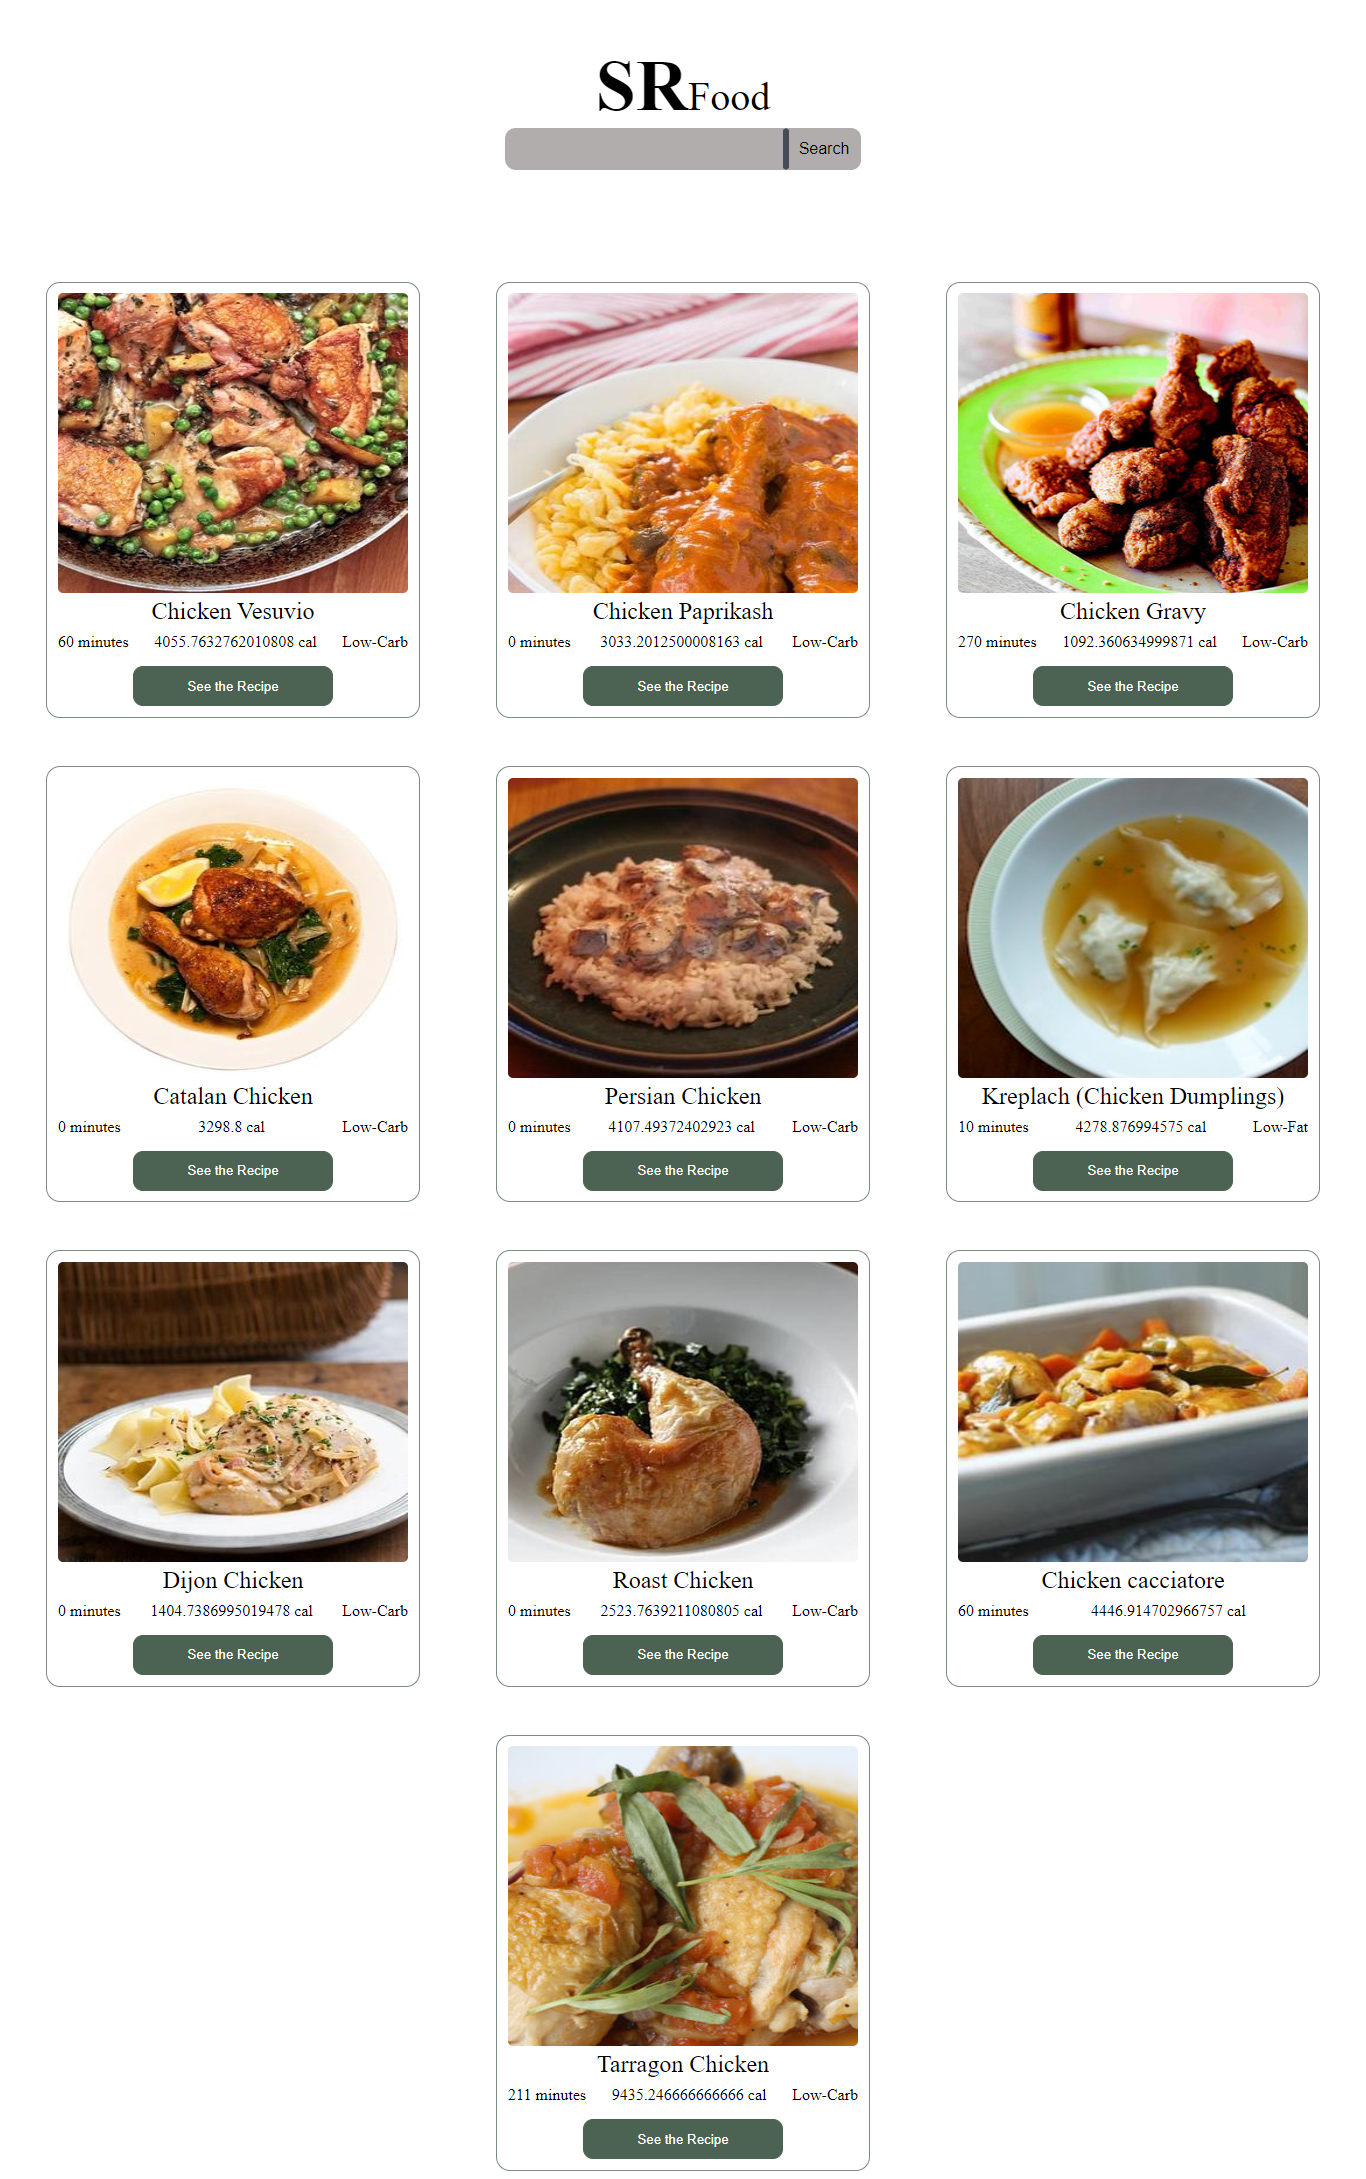 SRFood
Search
Chicken Vesuvio
60 minutes 4055.7632762010808 cal Low-Carb
See the Recipe
Chicken Paprikash
0 minutes 3033.2012500008163 cal Low-Carb
See the Recipe
Chicken Gravy
270 minutes 1092.360634999871 cal Low-Carb
See the Recipe
Catalan Chicken
0 minutes 3298.8 cal Low-Carb
See the Recipe
Persian Chicken
0 minutes 4107.49372402923 cal Low-Carb
See the Recipe
Kreplach (Chicken Dumplings)
10 minutes 4278.876994575 cal Low-Fat
See the Recipe
Dijon Chicken
0 minutes 1404.7386995019478 cal Low-Carb
See the Recipe
Roast Chicken
0 minutes 2523.7639211080805 cal Low-Carb
See the Recipe
Chicken cacciatore
60 minutes 4446.914702966757 cal
See the Recipe
Tarragon Chicken
211 minutes 9435.246666666666 cal Low-Carb
See the Recipe